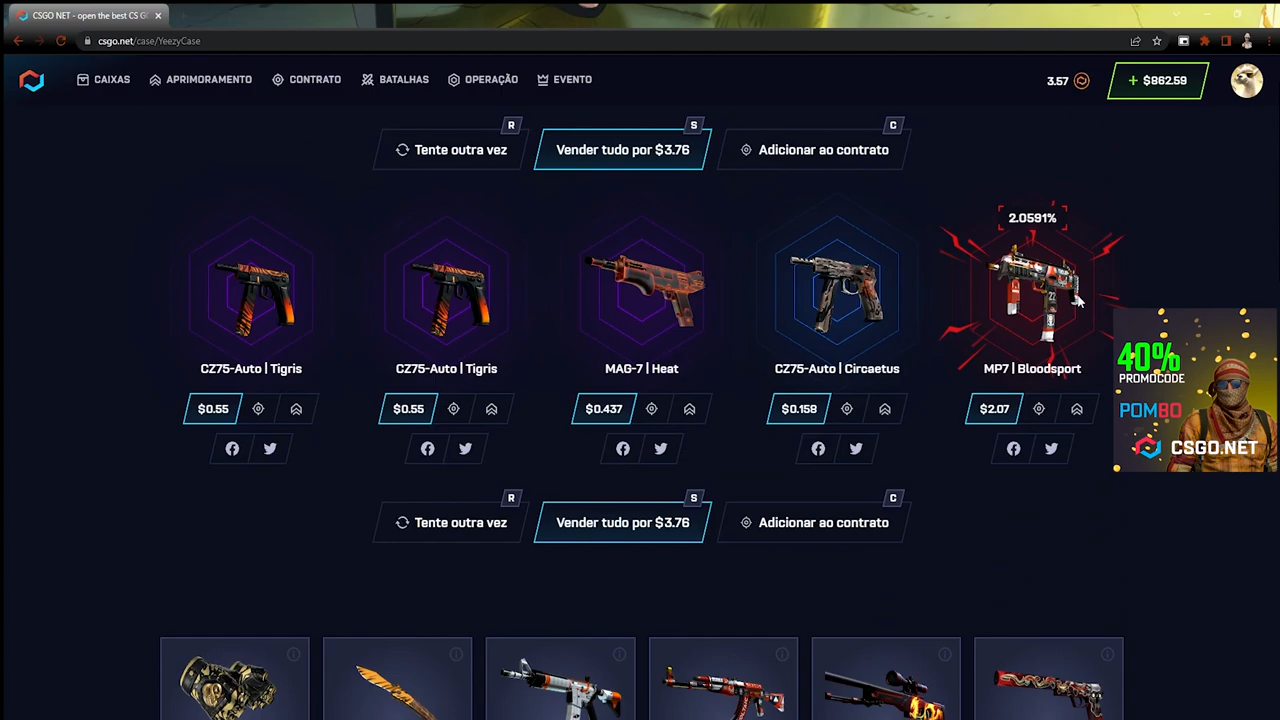 CSGO NET - open the best CS G
csgo.net/case/YeezyCase
CAIXAS
APRIMORAMENTO
CONTRATO
BATALHAS
OPERAÇÃO
EVENTO
3.57
+ $862.59
R
S
C
Tente outra vez
Vender tudo por $3.76
Adicionar ao contrato
2.0591%
CZ75-Auto | Tigris
CZ75-Auto | Tigris
MAG-7 | Heat
CZ75-Auto | Circaetus
MP7 | Bloodsport
$0.55
$0.55
$0.437
$0.158
$2.07
40%
PROMOCODE
POMBO
CSGO.NET
R
S
C
Tente outra vez
Vender tudo por $3.76
Adicionar ao contrato